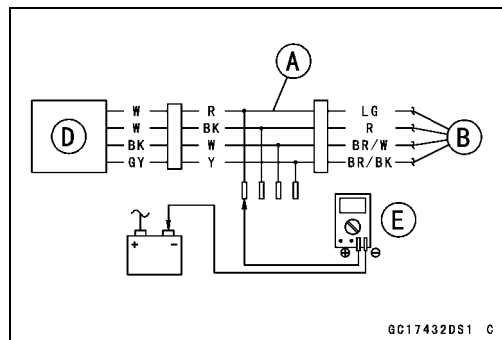 A
W R LG
D W BK R B
BK W BR/W
GY Y BR/BK
E
+ −
⊕ ⊖
GC17432DS1 C